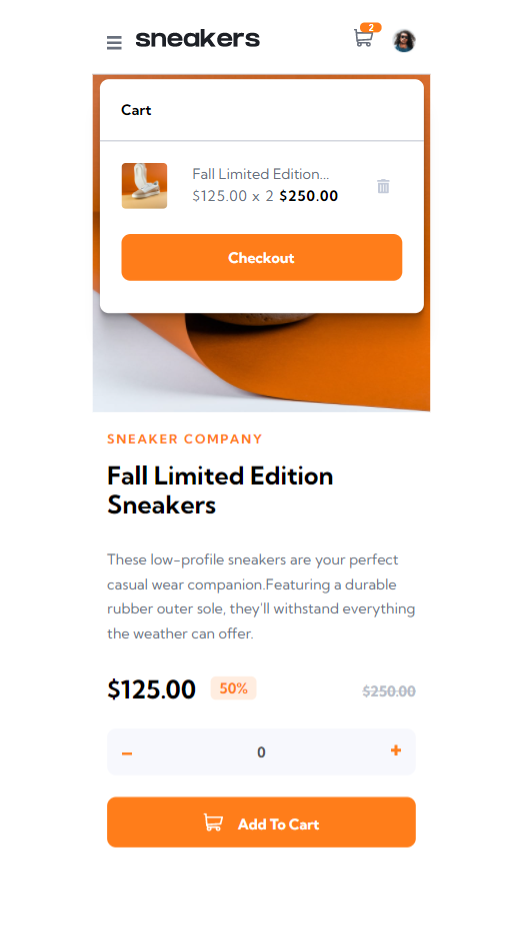 sneakers
2
Cart
Fall Limited Edition...
$125.00 x 2 $250.00
Checkout
SNEAKER COMPANY
Fall Limited Edition
Sneakers
These low-profile sneakers are your perfect
casual wear companion.Featuring a durable
rubber outer sole, they'll withstand everything
the weather can offer.
$125.00 50% $250.00
– 0 +
Add To Cart